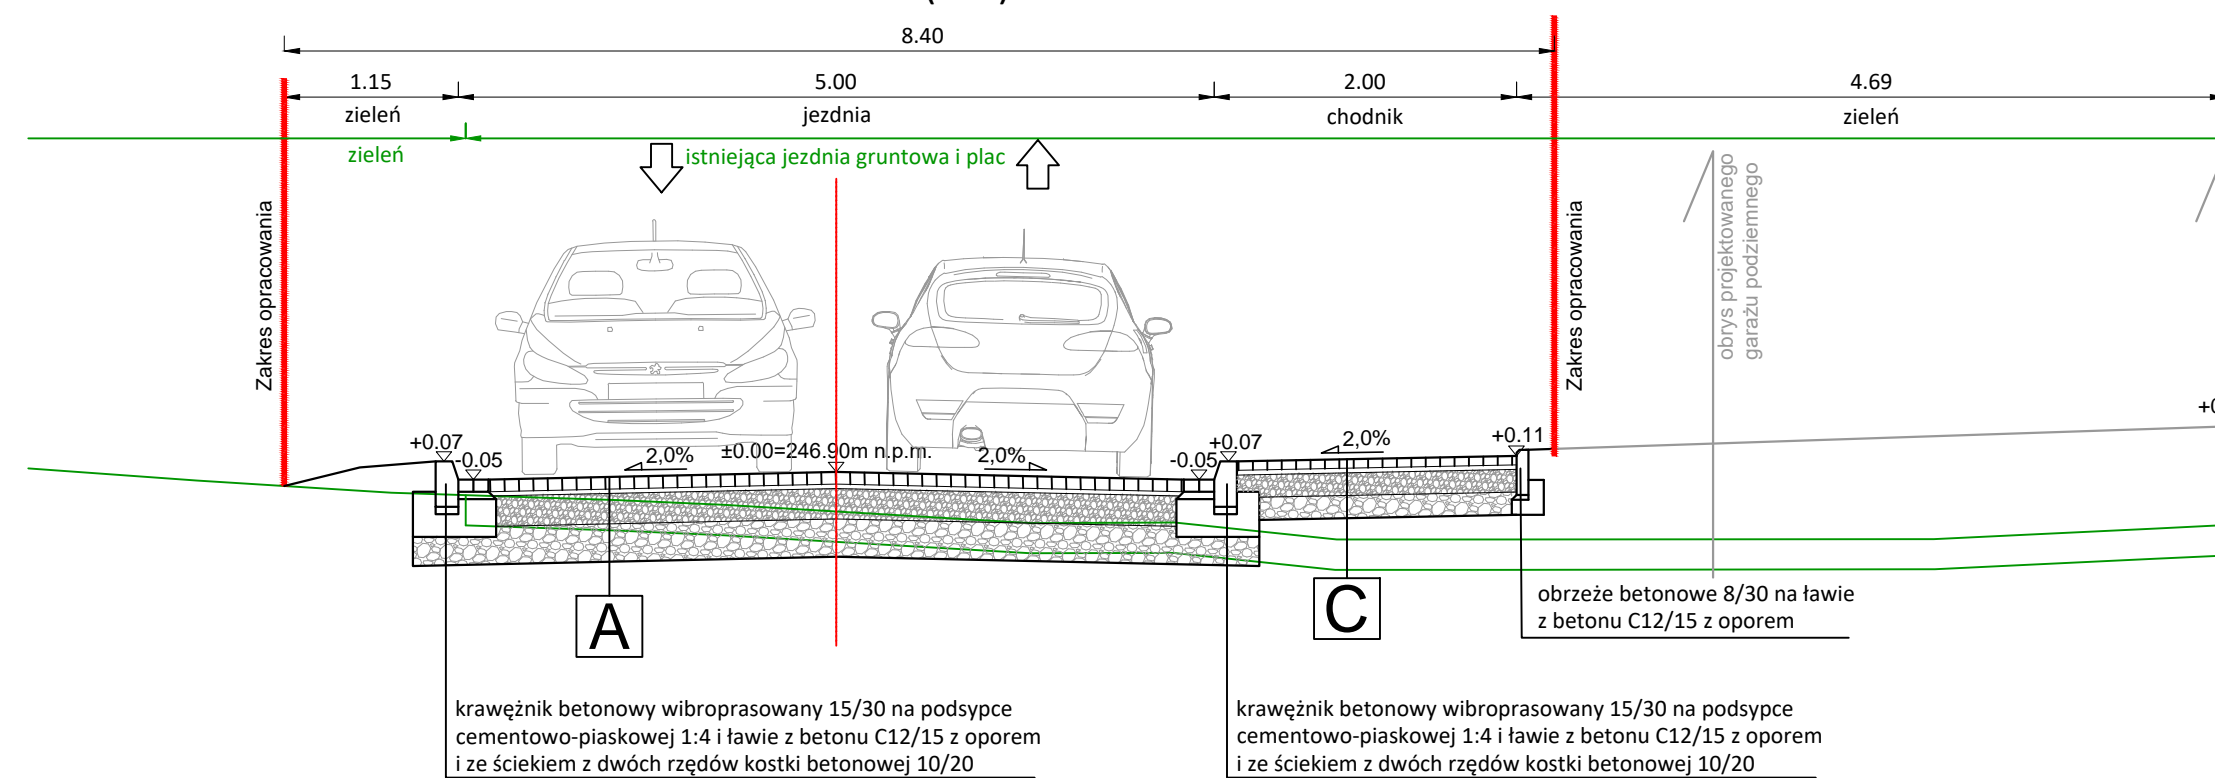 8.40
1.15
5.00
2.00
4.69
zieleń
jezdnia
chodnik
zieleń
zieleń
istniejąca jezdnia gruntowa i plac
Zakres opracowania
Zakres opracowania
obrys projektowanego
garażu podziemnego
+0.07
-0.05
2,0%
±0.00=246.90m n.p.m.
2,0%
-0.05
+0.07
2,0%
+0.11
A
C
obrzeże betonowe 8/30 na ławie
z betonu C12/15 z oporem
krawężnik betonowy wibroprasowany 15/30 na podsypce
cementowo-piaskowej 1:4 i ławie z betonu C12/15 z oporem
i ze ściekiem z dwóch rzędów kostki betonowej 10/20
krawężnik betonowy wibroprasowany 15/30 na podsypce
cementowo-piaskowej 1:4 i ławie z betonu C12/15 z oporem
i ze ściekiem z dwóch rzędów kostki betonowej 10/20